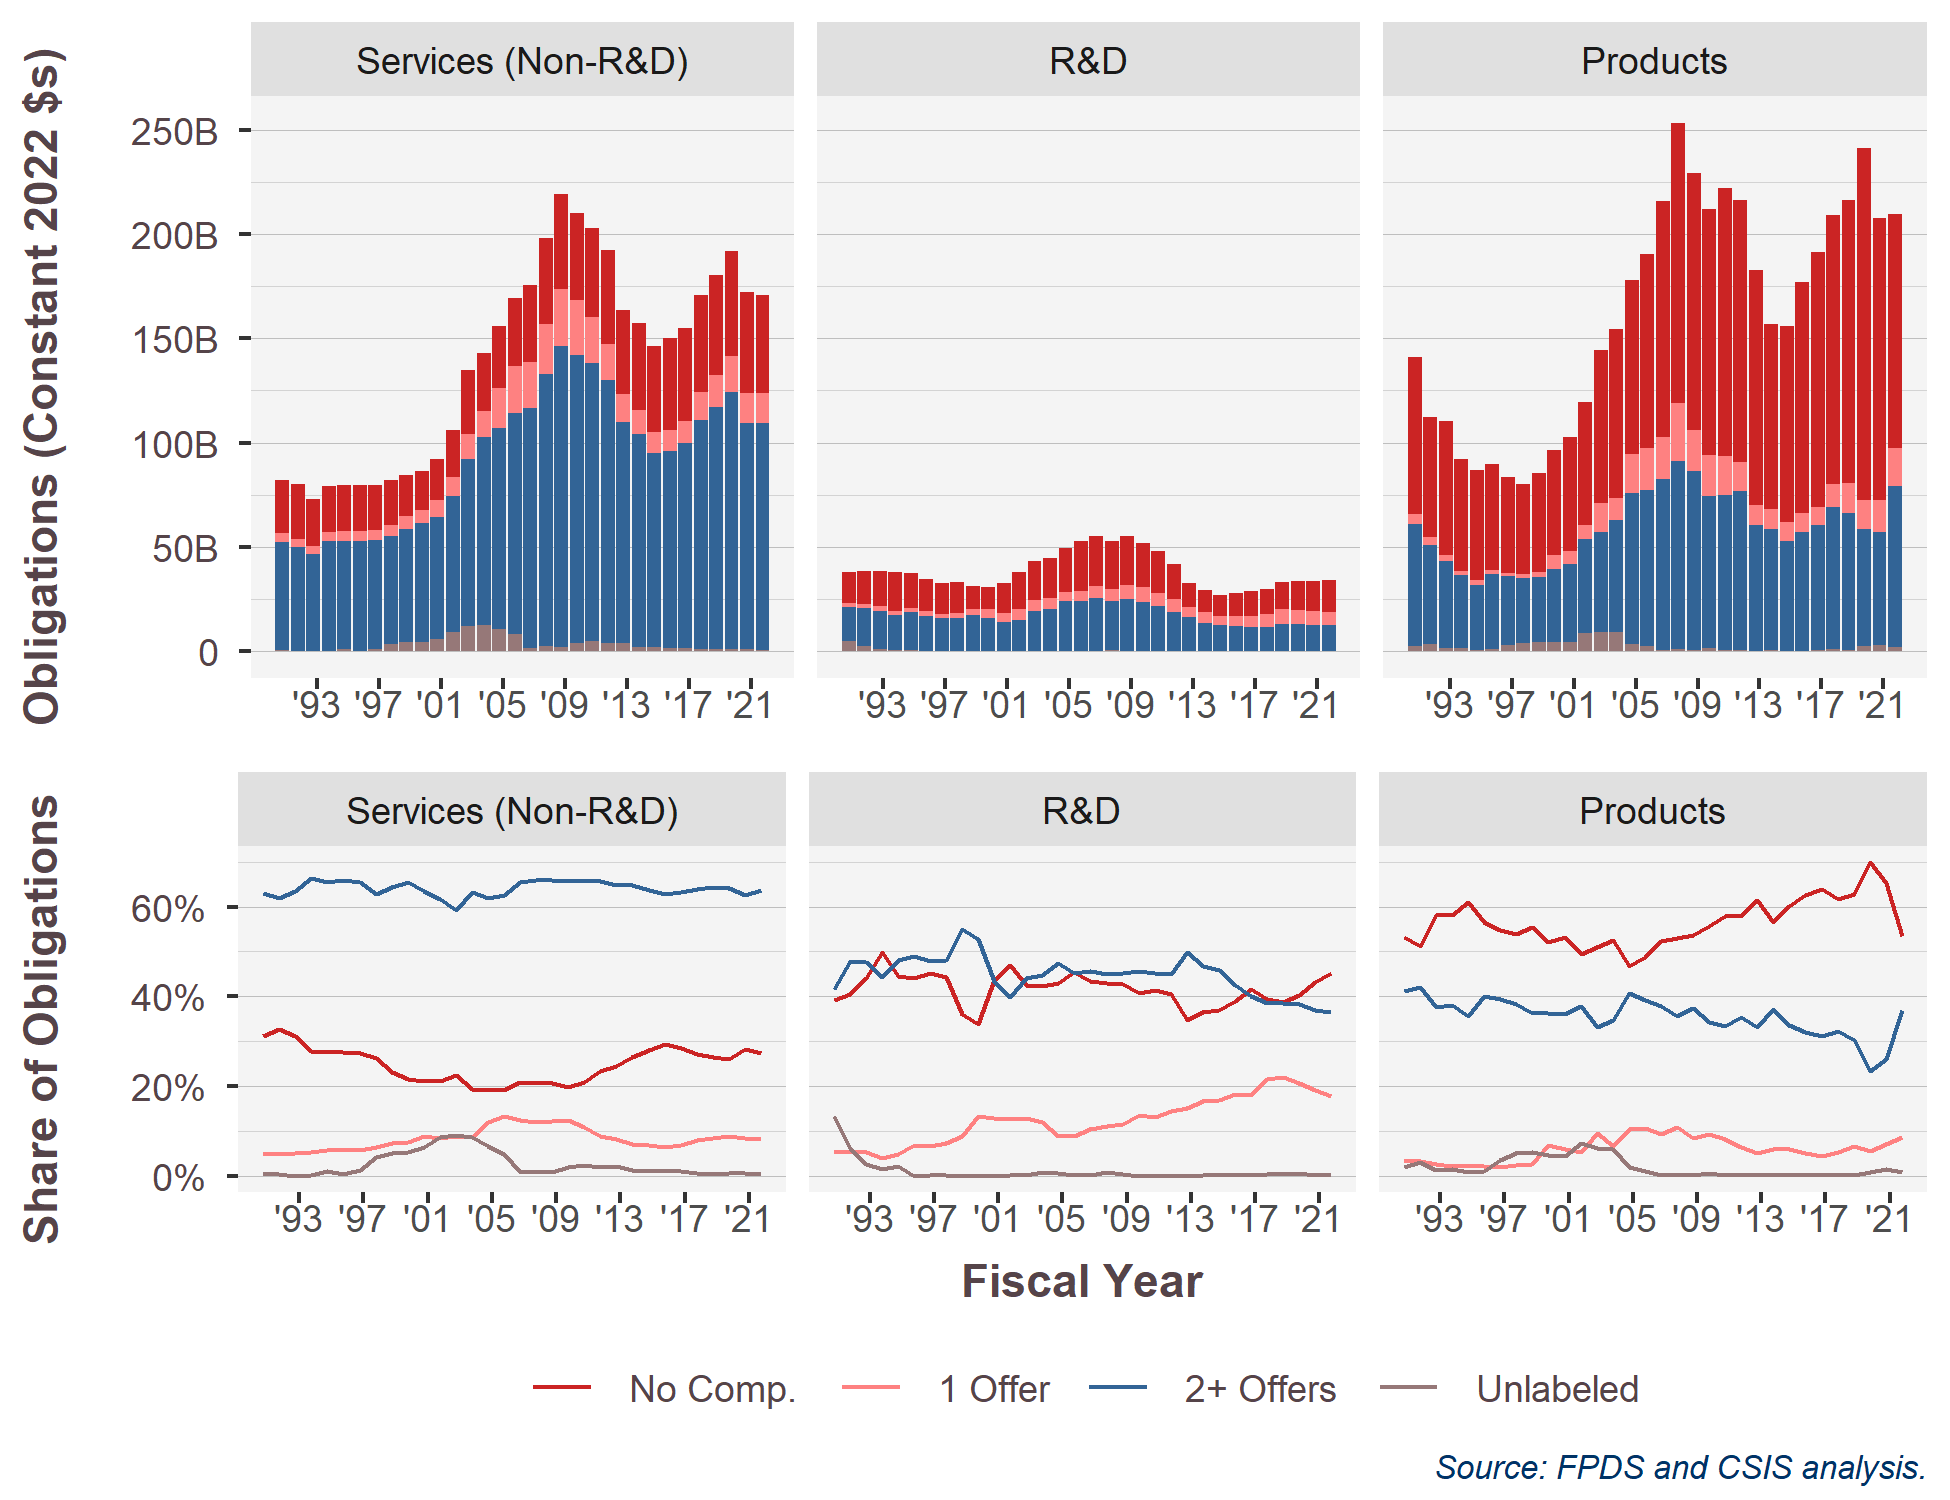 Services (Non-R&D) R&D Products
Obligations (Constant 2022 $s)
250B
200B
150B
100B
50B
0
'93 '97 '01 '05 '09 '13 '17 '21 '93 '97 '01 '05 '09 '13 '17 '21 '93 '97 '01 '05 '09 '13 '17 '21
Services (Non-R&D) R&D Products
Share of Obligations
60%
40%
20%
0%
'93 '97 '01 '05 '09 '13 '17 '21 '93 '97 '01 '05 '09 '13 '17 '21 '93 '97 '01 '05 '09 '13 '17 '21
Fiscal Year
No Comp. 1 Offer 2+ Offers Unlabeled
Source: FPDS and CSIS analysis.